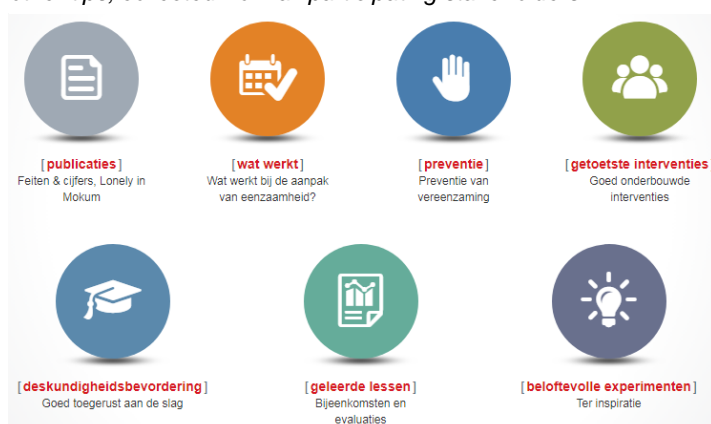 [publicaties]
Feiten & cijfers, Lonely in
Mokum
[wat werkt]
Wat werkt bij de aanpak
van eenzaamheid?
[preventie]
Preventie van
vereenzaming
[getoetste interventies
Goed onderbouwde
interventies
[deskundigheidsbevordering]
Goed toegerust aan de slag
[geleerde lessen]
Bijeenkomsten en
evaluaties
[beloftevolle experimenten]
Ter inspiratie